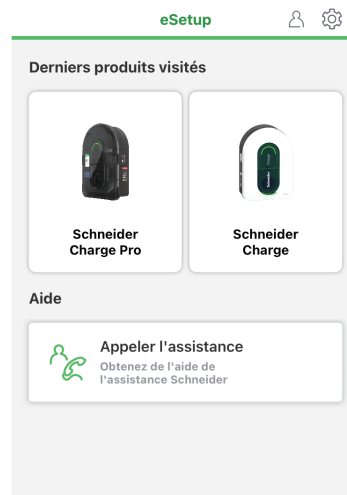 eSetup
Derniers produits visités
Schneider
Charge Pro
Schneider
Charge
Aide
Appeler l'assistance
Obtenez de l'aide de
l'assistance Schneider